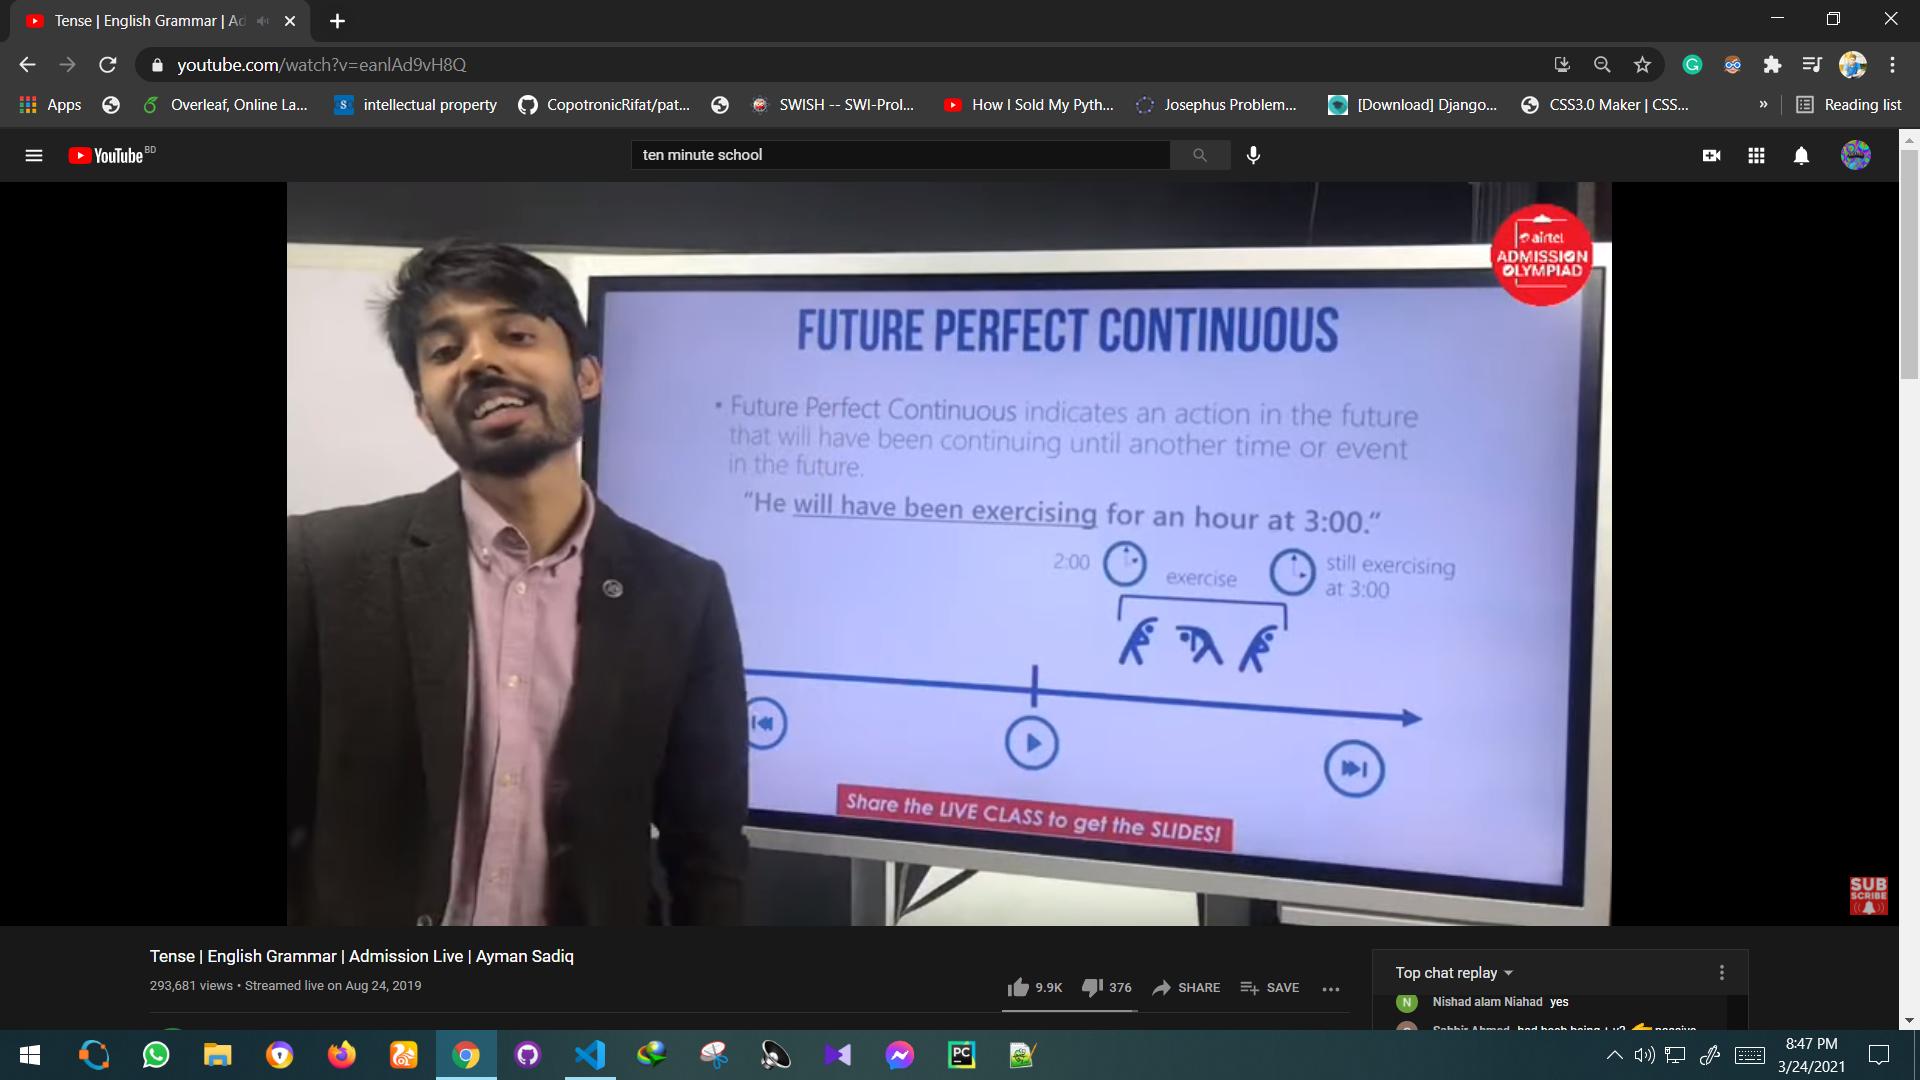 Tense | English Grammar | Ad
youtube.com/watch?v=eanlAd9vH8Q
Apps
Overleaf, Online La...
intellectual property
CopotronicRifat/pat...
SWISH -- SWI-Prol...
How I Sold My Pyth...
Josephus Problem...
[Download] Django...
CSS3.0 Maker | CSS...
»
Reading list
YouTube BD
ten minute school
airtel
ADMISSION
OLYMPIAD
FUTURE PERFECT CONTINUOUS
• Future Perfect Continuous indicates an action in the future
that will have been continuing until another time or event
in the future.
"He will have been exercising for an hour at 3:00."
2:00
exercise
still exercising
at 3:00
Share the LIVE CLASS to get the SLIDES!
SUB
SCRIBE
Tense | English Grammar | Admission Live | Ayman Sadiq
293,681 views • Streamed live on Aug 24, 2019
9.9K
376
SHARE
SAVE
Top chat replay
N
Nishad alam Niahad yes
8:47 PM
3/24/2021
PC